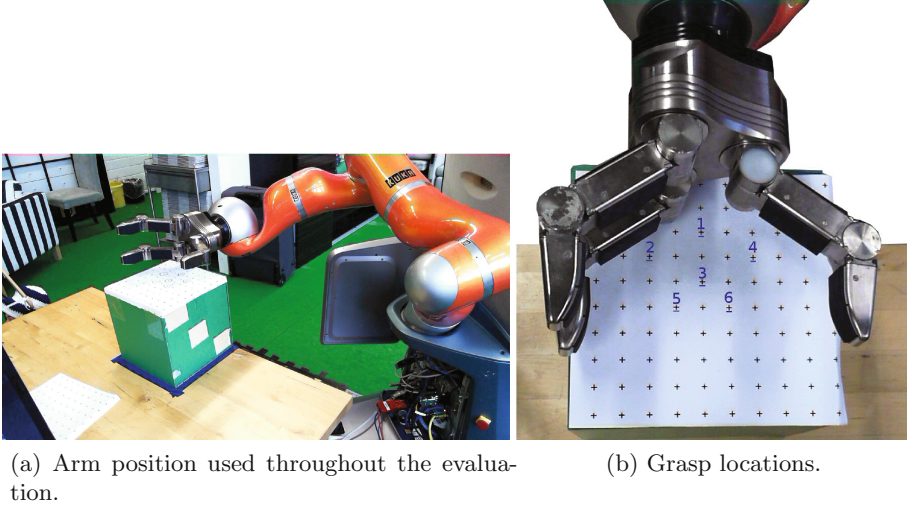 KUKA
1
2 4
3
5 6
(a) Arm position used throughout the evalua-
tion.
(b) Grasp locations.